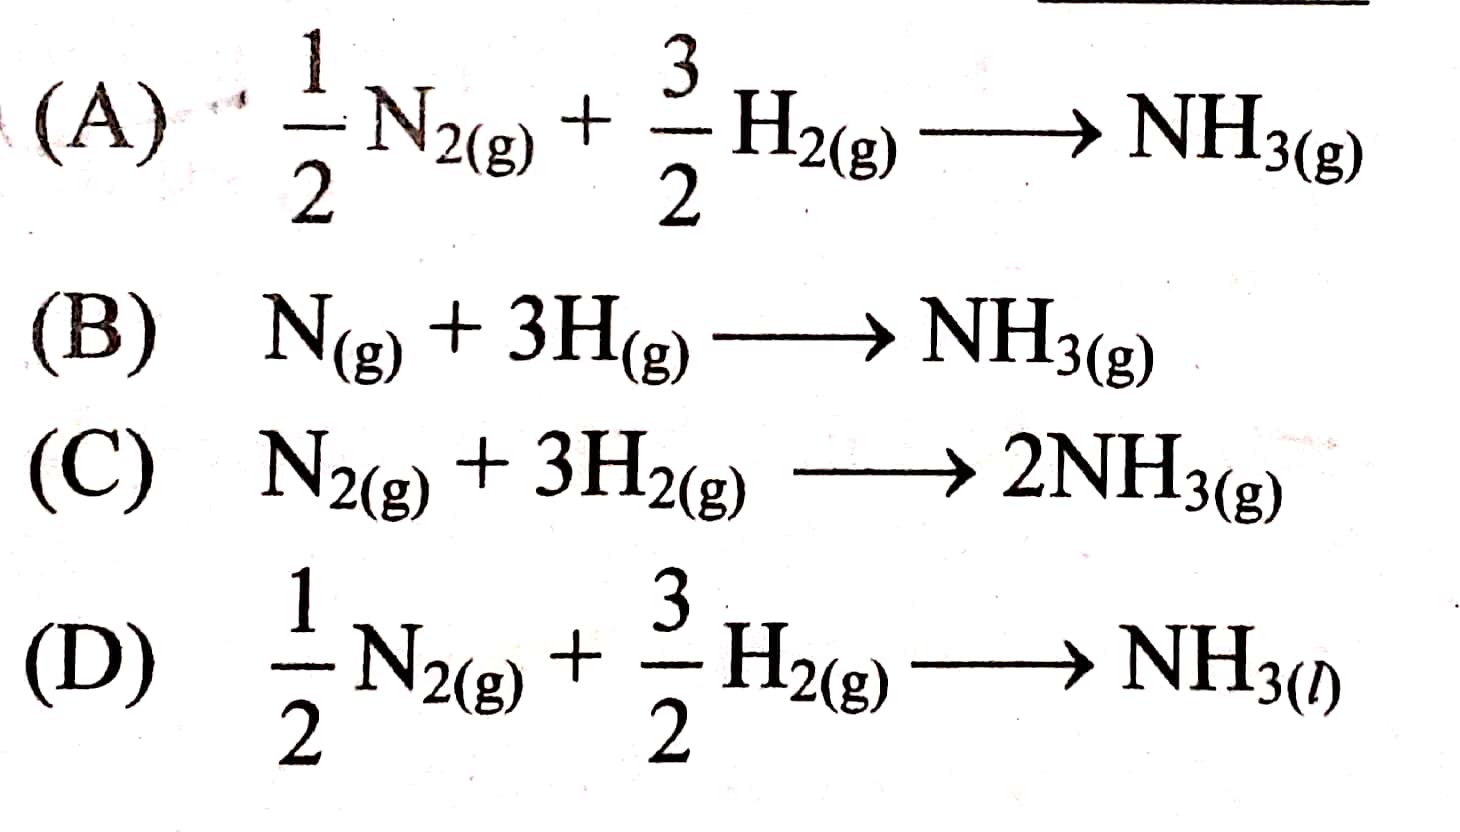 (A) 1/2 N2(g) + 3/2 H2(g) ⟶ NH3(g)
(B) N(g) + 3H(g) ⟶ NH3(g)
(C) N2(g) + 3H2(g) ⟶ 2NH3(g)
(D) 1/2 N2(g) + 3/2 H2(g) ⟶ NH3(l)